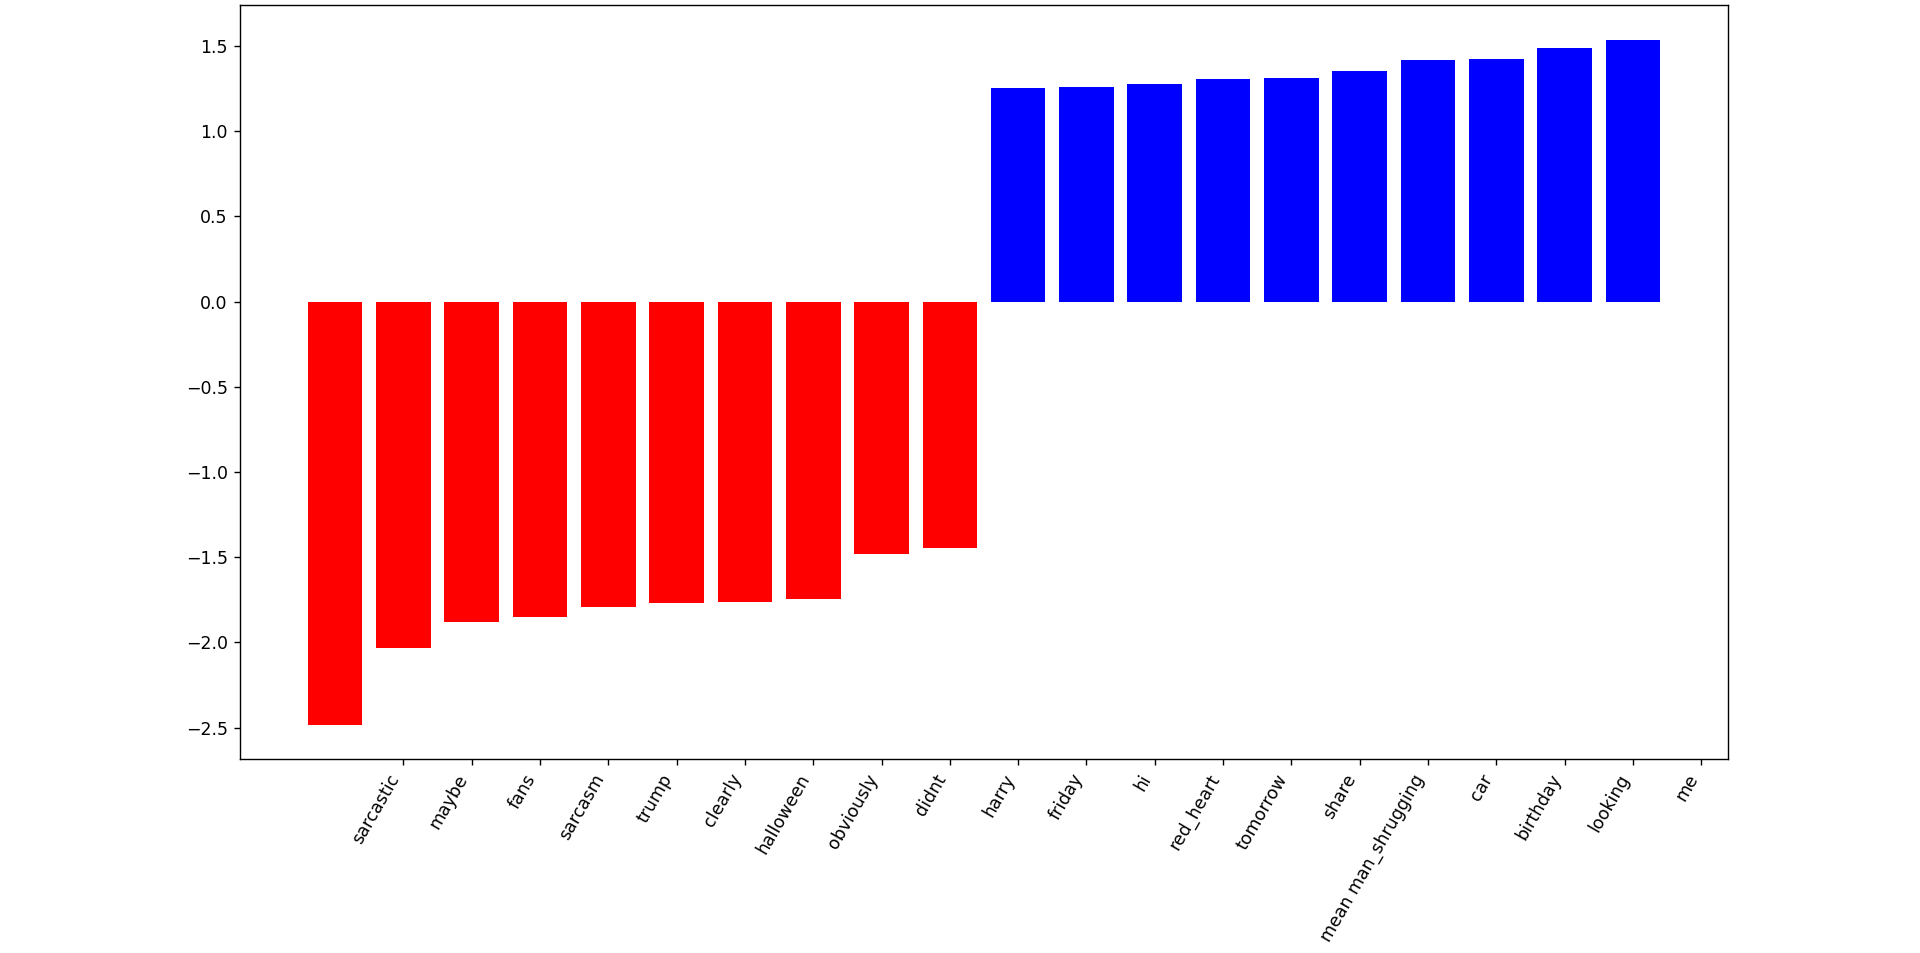 1.5
1.0
0.5
0.0
−0.5
−1.0
−1.5
−2.0
−2.5
sarcastic
maybe
fans
sarcasm
trump
clearly
halloween
obviously
didnt
harry
friday
hi
red_heart
tomorrow
share
mean man_shrugging
car
birthday
looking
me